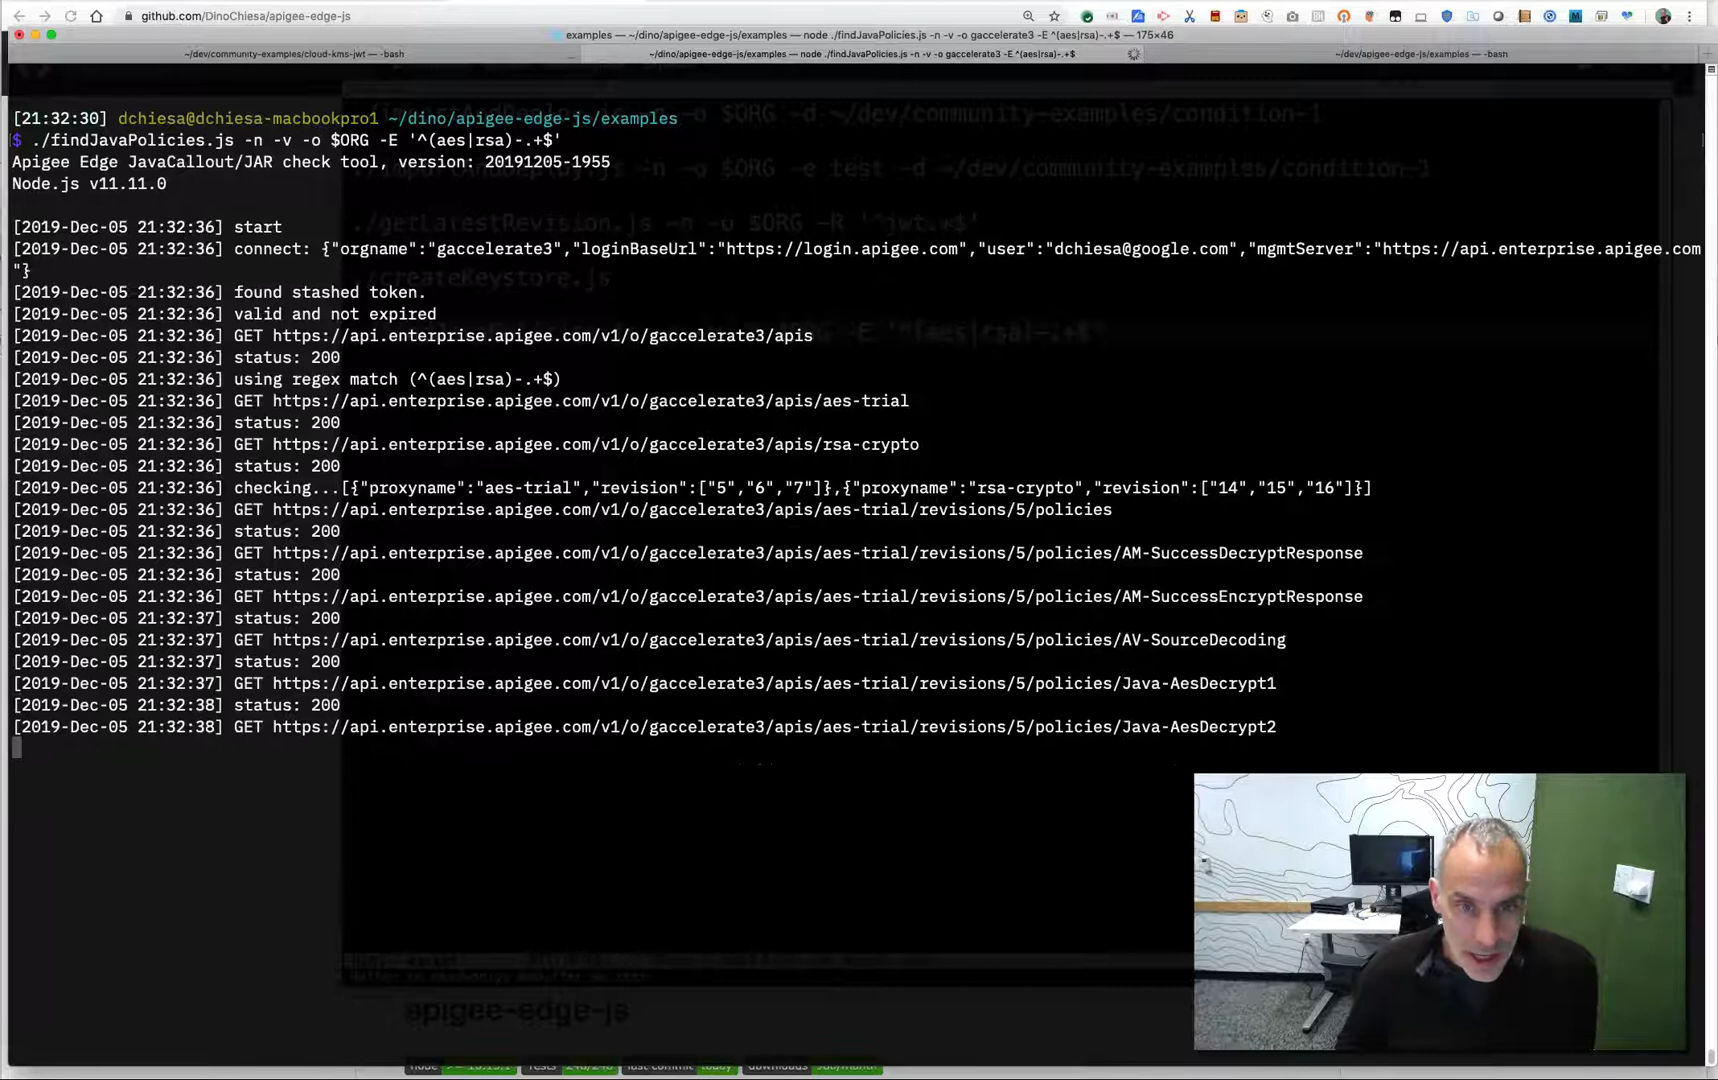 github.com/DinoChiesa/apigee-edge-js
examples — ~/dino/apigee-edge-js/examples — node ./findJavaPolicies.js -n -v -o gaccelerate3 -E ^(aes|rsa)-.+$ — 175×46
~/dev/community-examples/cloud-kms-jwt — -bash
~/dino/apigee-edge-js/examples — node ./findJavaPolicies.js -n -v -o gaccelerate3 -E ^(aes|rsa)-.+$
~/dev/apigee-edge-js/examples — -bash
[21:32:30] dchiesa@dchiesa-macbookpro1 ~/dino/apigee-edge-js/examples
$ ./findJavaPolicies.js -n -v -o $ORG -E '^(aes|rsa)-.+$'
Apigee Edge JavaCallout/JAR check tool, version: 20191205-1955
Node.js v11.11.0
[2019-Dec-05 21:32:36] start
[2019-Dec-05 21:32:36] connect: {"orgname":"gaccelerate3","loginBaseUrl":"https://login.apigee.com","user":"dchiesa@google.com","mgmtServer":"https://api.enterprise.apigee.com
"}
[2019-Dec-05 21:32:36] found stashed token.
[2019-Dec-05 21:32:36] valid and not expired
[2019-Dec-05 21:32:36] GET https://api.enterprise.apigee.com/v1/o/gaccelerate3/apis
[2019-Dec-05 21:32:36] status: 200
[2019-Dec-05 21:32:36] using regex match (^(aes|rsa)-.+$)
[2019-Dec-05 21:32:36] GET https://api.enterprise.apigee.com/v1/o/gaccelerate3/apis/aes-trial
[2019-Dec-05 21:32:36] status: 200
[2019-Dec-05 21:32:36] GET https://api.enterprise.apigee.com/v1/o/gaccelerate3/apis/rsa-crypto
[2019-Dec-05 21:32:36] status: 200
[2019-Dec-05 21:32:36] checking...[{"proxyname":"aes-trial","revision":["5","6","7"]},{"proxyname":"rsa-crypto","revision":["14","15","16"]}]
[2019-Dec-05 21:32:36] GET https://api.enterprise.apigee.com/v1/o/gaccelerate3/apis/aes-trial/revisions/5/policies
[2019-Dec-05 21:32:36] status: 200
[2019-Dec-05 21:32:36] GET https://api.enterprise.apigee.com/v1/o/gaccelerate3/apis/aes-trial/revisions/5/policies/AM-SuccessDecryptResponse
[2019-Dec-05 21:32:36] status: 200
[2019-Dec-05 21:32:36] GET https://api.enterprise.apigee.com/v1/o/gaccelerate3/apis/aes-trial/revisions/5/policies/AM-SuccessEncryptResponse
[2019-Dec-05 21:32:37] status: 200
[2019-Dec-05 21:32:37] GET https://api.enterprise.apigee.com/v1/o/gaccelerate3/apis/aes-trial/revisions/5/policies/AV-SourceDecoding
[2019-Dec-05 21:32:37] status: 200
[2019-Dec-05 21:32:37] GET https://api.enterprise.apigee.com/v1/o/gaccelerate3/apis/aes-trial/revisions/5/policies/Java-AesDecrypt1
[2019-Dec-05 21:32:38] status: 200
[2019-Dec-05 21:32:38] GET https://api.enterprise.apigee.com/v1/o/gaccelerate3/apis/aes-trial/revisions/5/policies/Java-AesDecrypt2
apigee-edge-js